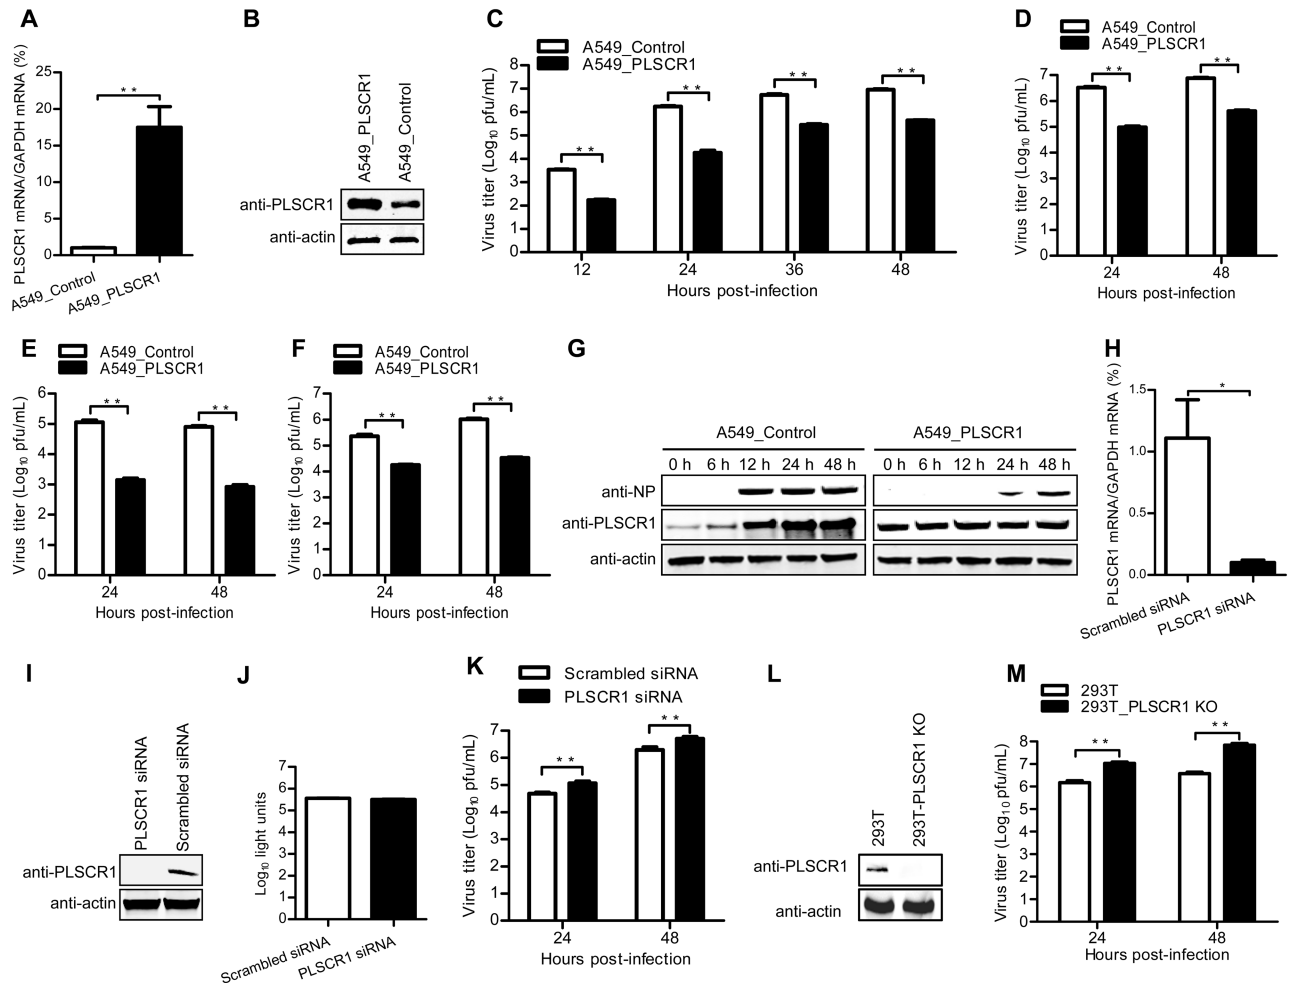 A
PLSCR1 mRNA/GAPDH mRNA (%)
25
20
15
10
5
0
* *
A549_Control
A549_PLSCR1
B
A549_PLSCR1
A549_Control
anti-PLSCR1
anti-actin
C
A549_Control
A549_PLSCR1
Virus titer (Log10 pfu/mL)
8
7
6
5
4
3
2
1
0
* *
* *
* *
* *
12
24
36
48
Hours post-infection
D
A549_Control
A549_PLSCR1
Virus titer (Log10 pfu/mL)
7
6
5
4
3
2
1
0
* *
* *
24
48
Hours post-infection
E
A549_Control
A549_PLSCR1
Virus titer (Log10 pfu/mL)
6
5
4
3
2
1
0
* *
* *
24
48
Hours post-infection
F
A549_Control
A549_PLSCR1
Virus titer (Log10 pfu/mL)
7
6
5
4
3
2
1
0
* *
* *
24
48
Hours post-infection
G
A549_Control
A549_PLSCR1
0 h 6 h 12 h 24 h 48 h
0 h 6 h 12 h 24 h 48 h
anti-NP
anti-PLSCR1
anti-actin
H
PLSCR1 mRNA/GAPDH mRNA (%)
1.5
1.0
0.5
0.0
*
Scrambled siRNA
PLSCR1 siRNA
I
PLSCR1 siRNA
Scrambled siRNA
anti-PLSCR1
anti-actin
J
Log10 light units
7
6
5
4
3
2
1
0
Scrambled siRNA
PLSCR1 siRNA
K
Scrambled siRNA
PLSCR1 siRNA
Virus titer (Log10 pfu/mL)
7
6
5
4
3
2
1
0
* *
* *
24
48
Hours post-infection
L
293T
293T-PLSCR1 KO
anti-PLSCR1
anti-actin
M
293T
293T_PLSCR1 KO
Virus titer (Log10 pfu/mL)
8
7
6
5
4
3
2
1
0
* *
* *
24
48
Hours post-infection